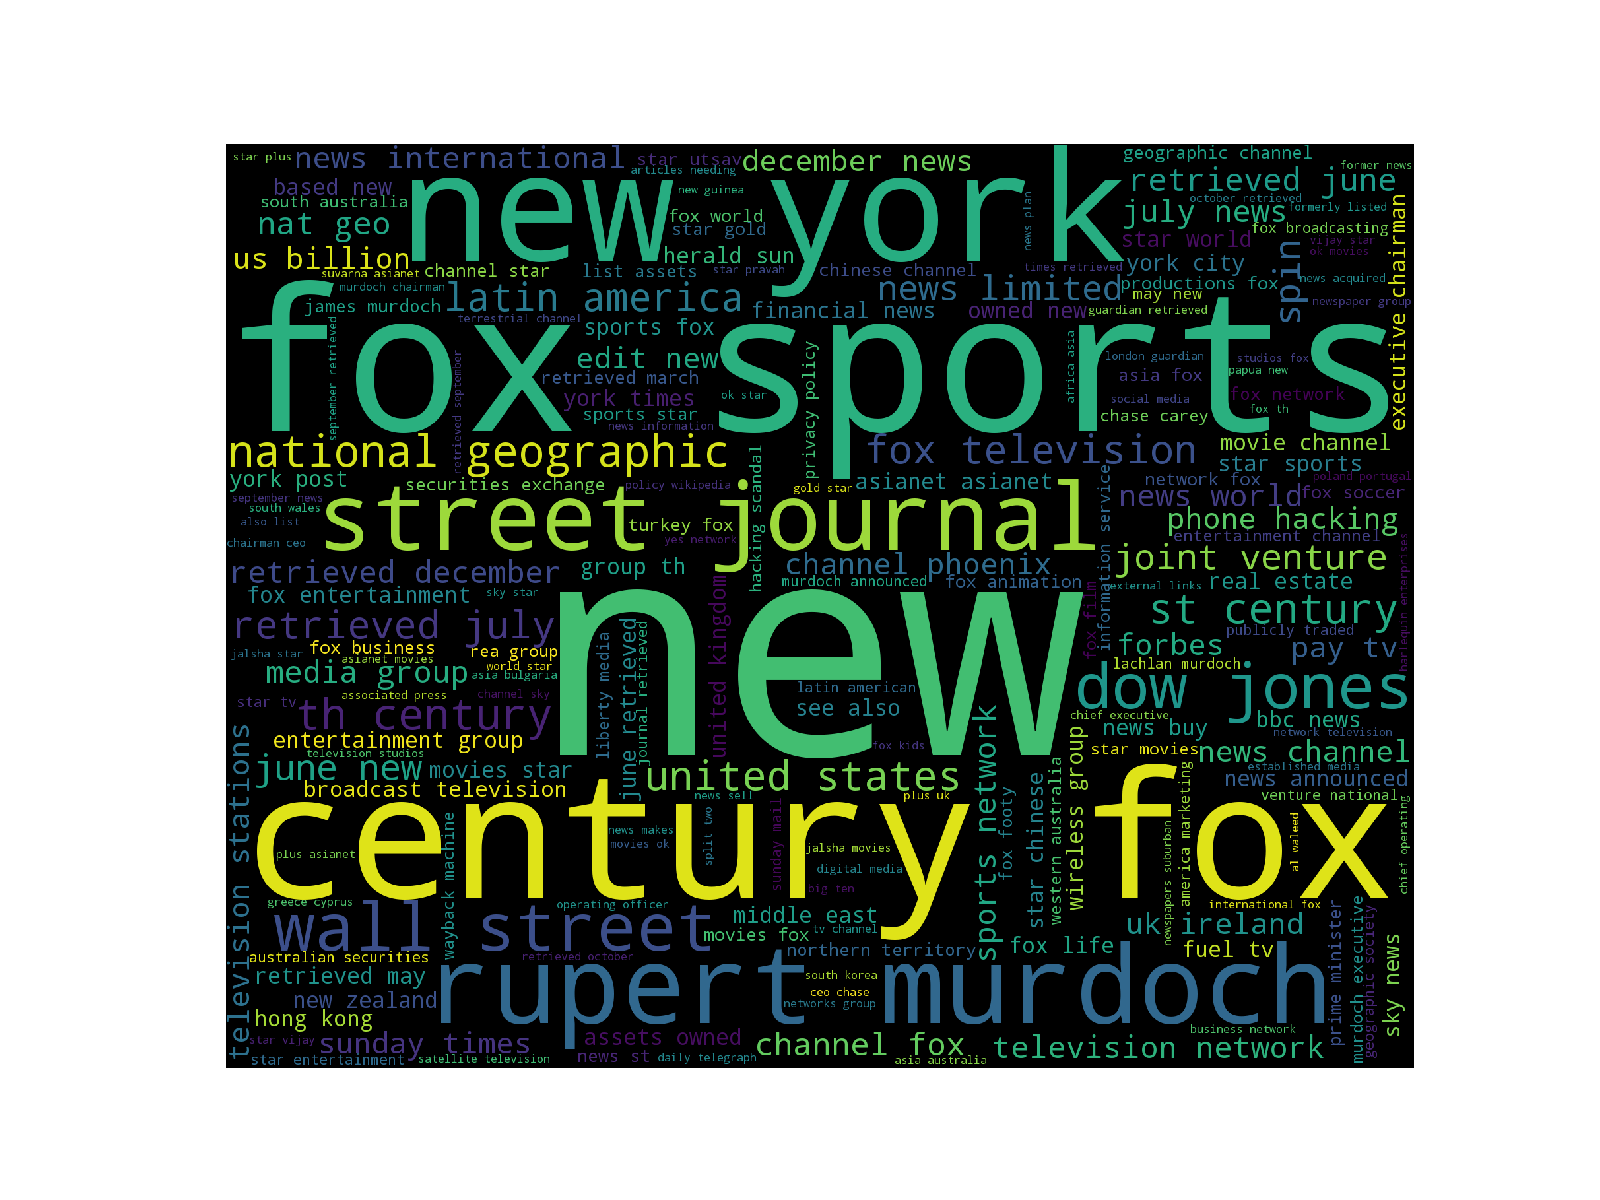 star plus
news international
star utsav
december news
geographic channel
former news
articles needing
based new
new york
new guinea
retrieved june
october retrieved
south australia
nat geo
fox world
star gold
news plan
july news
formerly listed
executive chairman
fox broadcasting
us billion
herald sun
star world
vijay star
ok movies
spin
suvarna asianet
channel star
list assets
star pravah
chinese channel
times retrieved
york city
news acquired
murdoch chairman
james murdoch
latin america
news limited
productions fox
may new
newspaper group
terrestrial channel
sports fox
financial news
owned new
guardian retrieved
fox sports
september retrieved
retrieved september
edit new
retrieved march
york times
sports star
news information
ok star
privacy policy
africa asia
london guardian
studios fox
asia fox
papua new
social media
fox network
chase carey
fox th
national geographic
fox television
movie channel
star sports
york post
securities exchange
policy wikipedia
hacking scandal
gold star
asianet asianet
information service
network fox
poland portugal
news world
fox soccer
september news
south wales
also list
street journal
turkey fox
yes network
phone hacking
entertainment channel
chairman ceo
retrieved december
group th
channel phoenix
joint venture
harlequin enterprises
fox entertainment
sky star
murdoch announced
fox animation
external links
real estate
united kingdom
new
fox film
st century
retrieved july
june retrieved
journal retrieved
liberty media
publicly traded
forbes
pay tv
jalsha star
fox business
asianet movies
rea group
world star
asia bulgaria
media group
lachlan murdoch
dow jones
latin american
see also
associated press
channel sky
star tv
th century
chief executive
news buy
bbc news
network television
television stations
entertainment group
television studios
fox kids
sports network
wireless group
star movies
news channel
june new
movies star
united states
established media
news announced
broadcast television
news sell
plus uk
fox footy
star chinese
western australia
america marketing
venture national
century fox
wayback machine
news makes
movies ok
split two
sunday mail
jalsha movies
digital media
big ten
plus asianet
newspapers suburban
al waleed
chief operating
greece cyprus
operating officer
international fox
wall street
middle east
movies fox
tv channel
uk ireland
murdoch executive
geographic society
prime minister
sky news
australian securities
retrieved october
northern territory
fox life
fuel tv
retrieved may
rupert murdoch
south korea
ceo chase
networks group
new zealand
hong kong
star vijay
sunday times
assets owned
channel fox
television network
business network
star entertainment
satellite television
news st
daily telegraph
asia australia